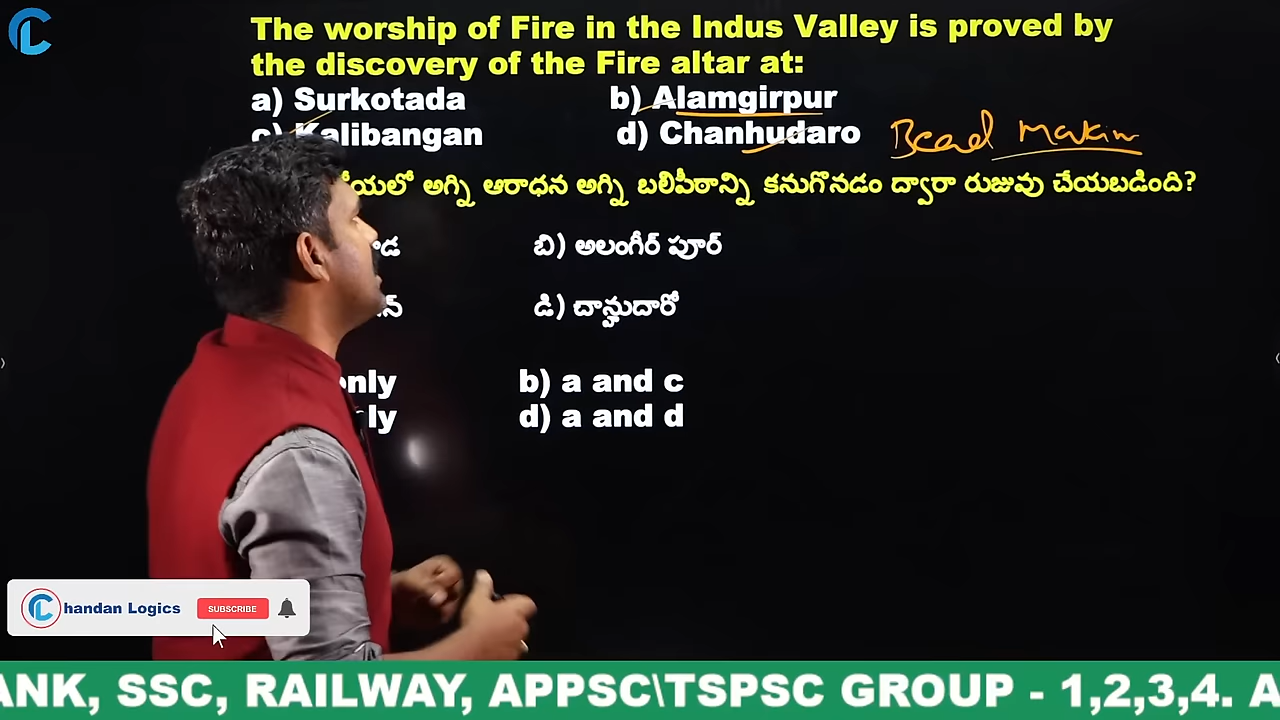 The worship of Fire in the Indus Valley is proved by
the discovery of the Fire altar at:
a) Surkotada b) Alamgirpur
c) Kalibangan d) Chanhudaro Bead Makin
అగ్ని ఆరాధన అగ్ని బలిపీఠాన్ని కనుగొనడం ద్వారా రుజువు చేయబడింది?
బి) అలంగీర్ పూర్
డి) చాన్హుదారో
b) a and c
d) a and d
Chandan Logics SUBSCRIBE
ANK, SSC, RAILWAY, APPSC\TSPSC GROUP - 1,2,3,4. A